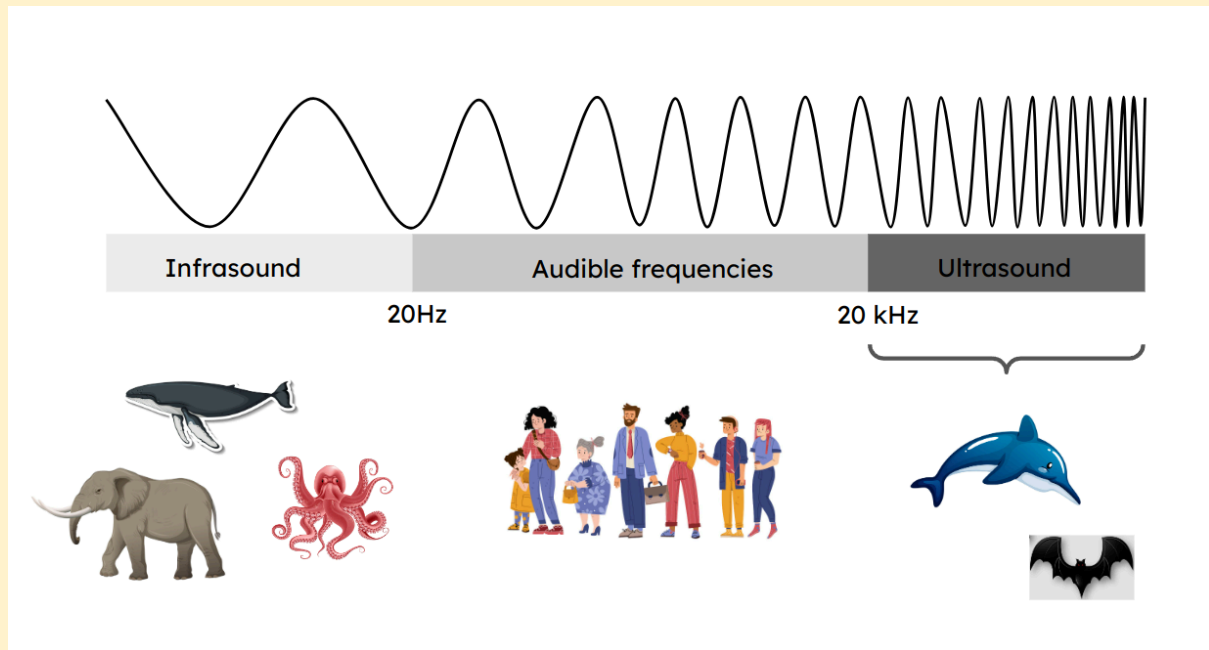 Infrasound
Audible frequencies
Ultrasound
20Hz
20 kHz